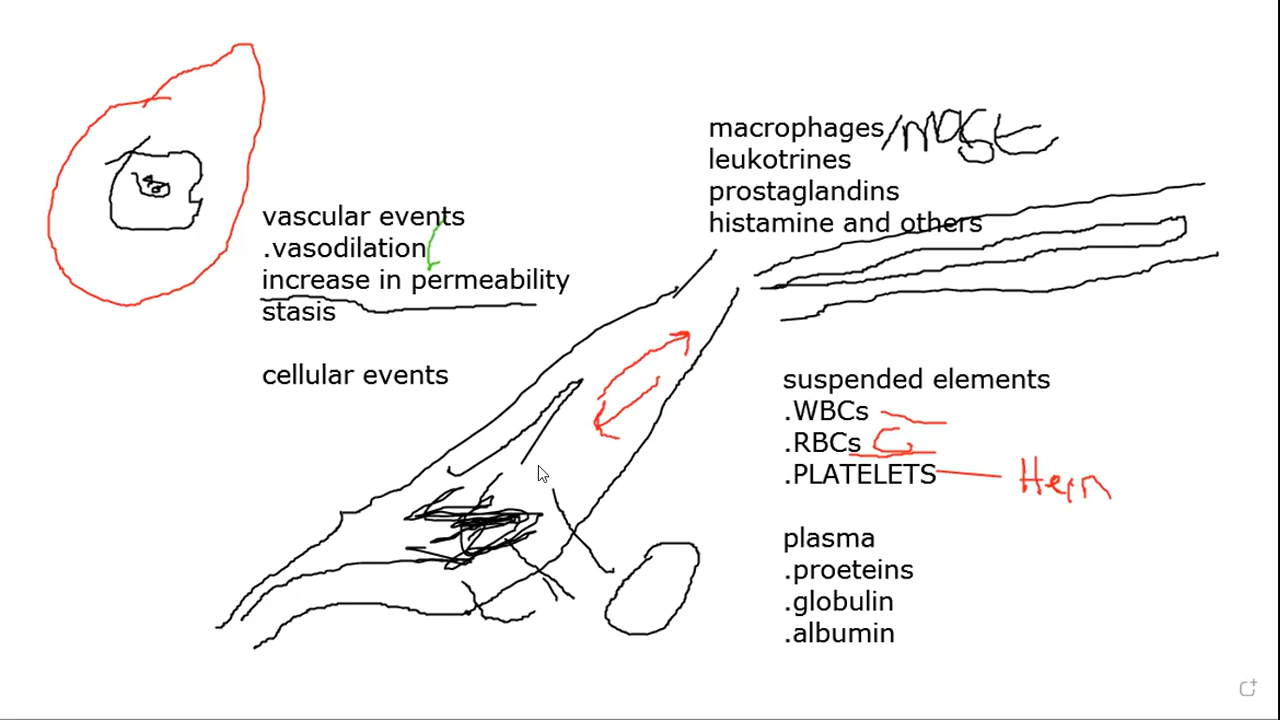 macrophages/mast
leukotrines
prostaglandins
histamine and others
vascular events
.vasodilation
increase in permeability
stasis
cellular events
suspended elements
.WBCs
.RBCs
.PLATELETS
plasma
.proeteins
.globulin
.albumin